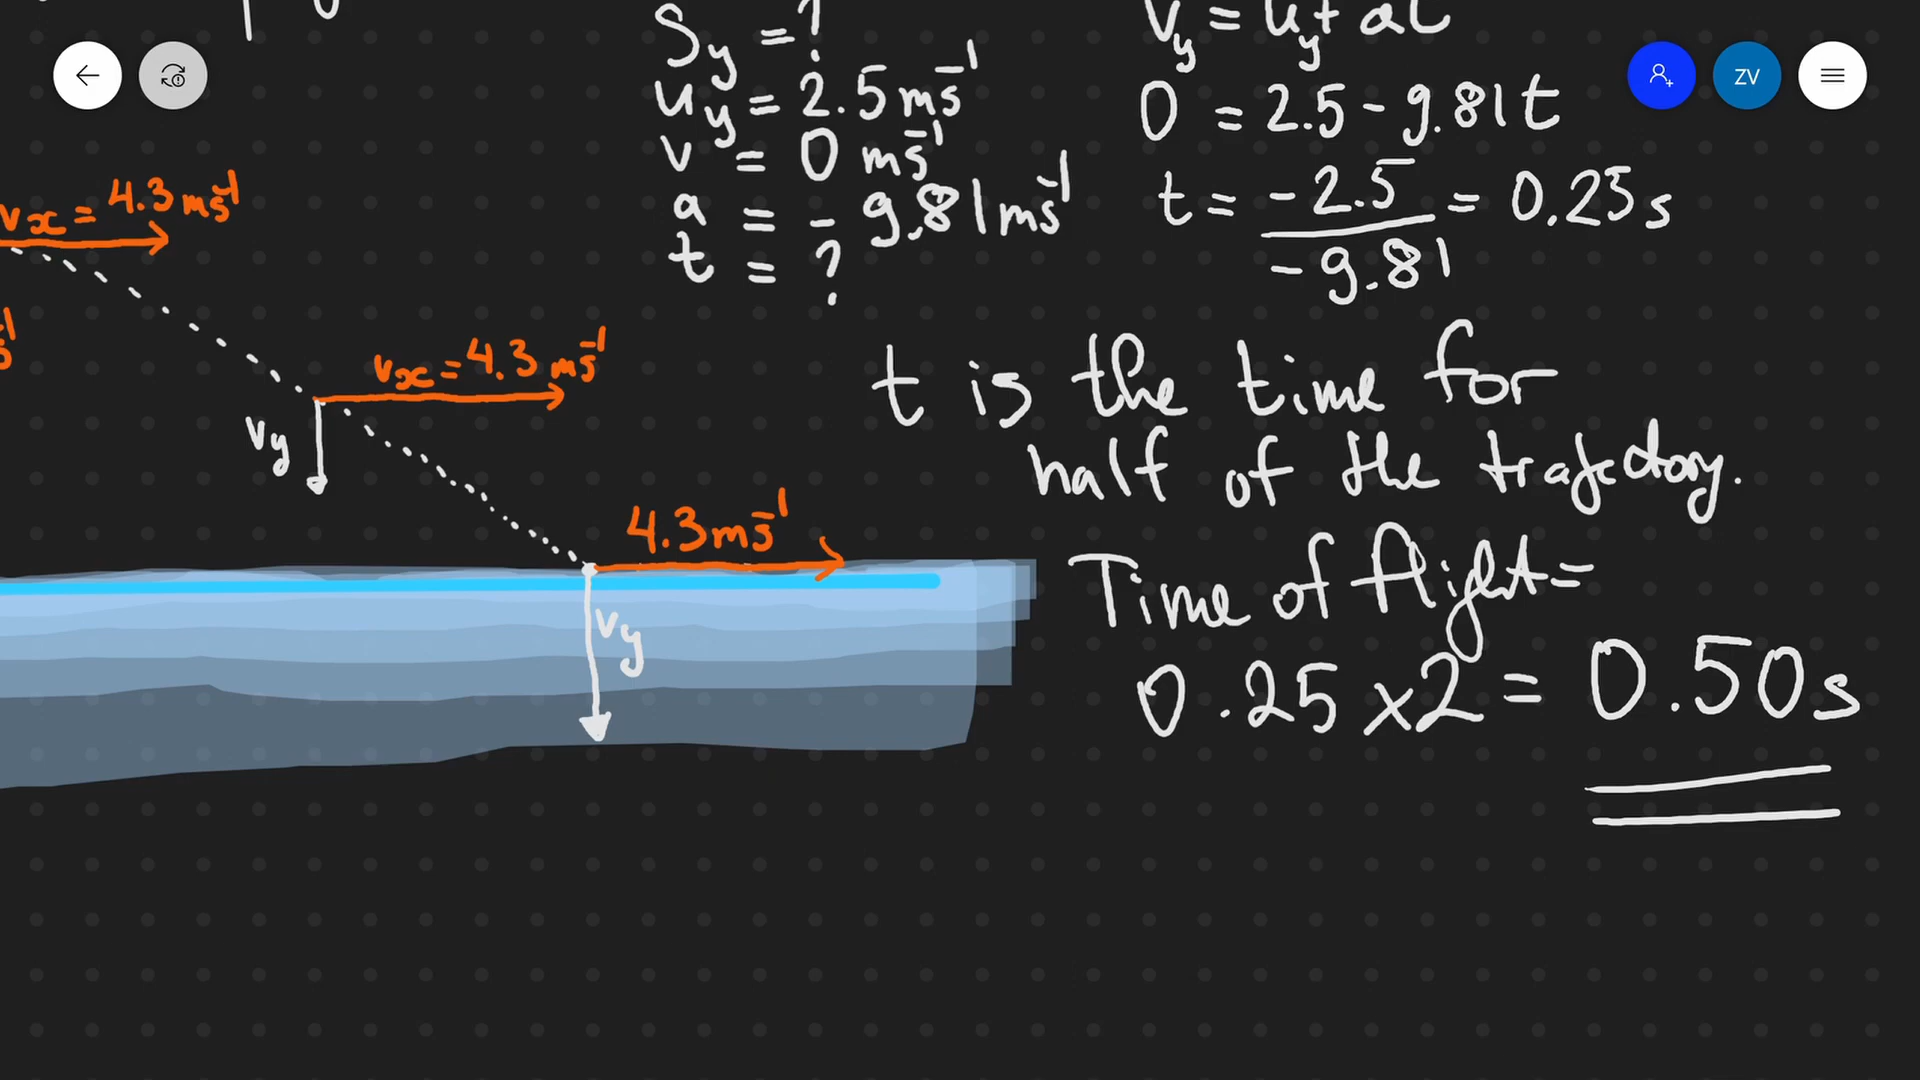 Sy = ?
uy = 2.5 ms⁻¹
v = 0 ms⁻¹
a = - 9.81 ms⁻¹
t = ?
vy = uy + at
0 = 2.5 - 9.81t
t = -2.5 / -9.81 = 0.25 s
ZV
vx = 4.3 ms⁻¹
vx = 4.3 ms⁻¹
vy
4.3 ms⁻¹
vy
t is the time for
half of the trajectory.
Time of flight =
0.25 x2 = 0.50 s